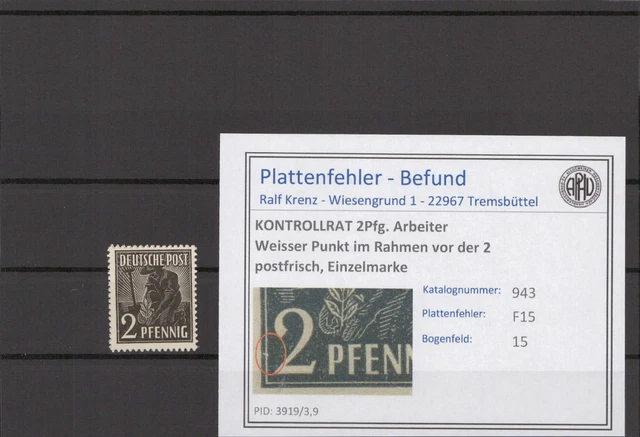 DEUTSCHE POST
2 PFENNIG
Plattenfehler - Befund
Ralf Krenz - Wiesengrund 1 - 22967 Tremsbüttel
APHV
KONTROLLRAT 2Pfg. Arbeiter
Weisser Punkt im Rahmen vor der 2
postfrisch, Einzelmarke
Katalognummer: 943
Plattenfehler: F15
Bogenfeld: 15
2 PFENN
PID: 3919/3,9